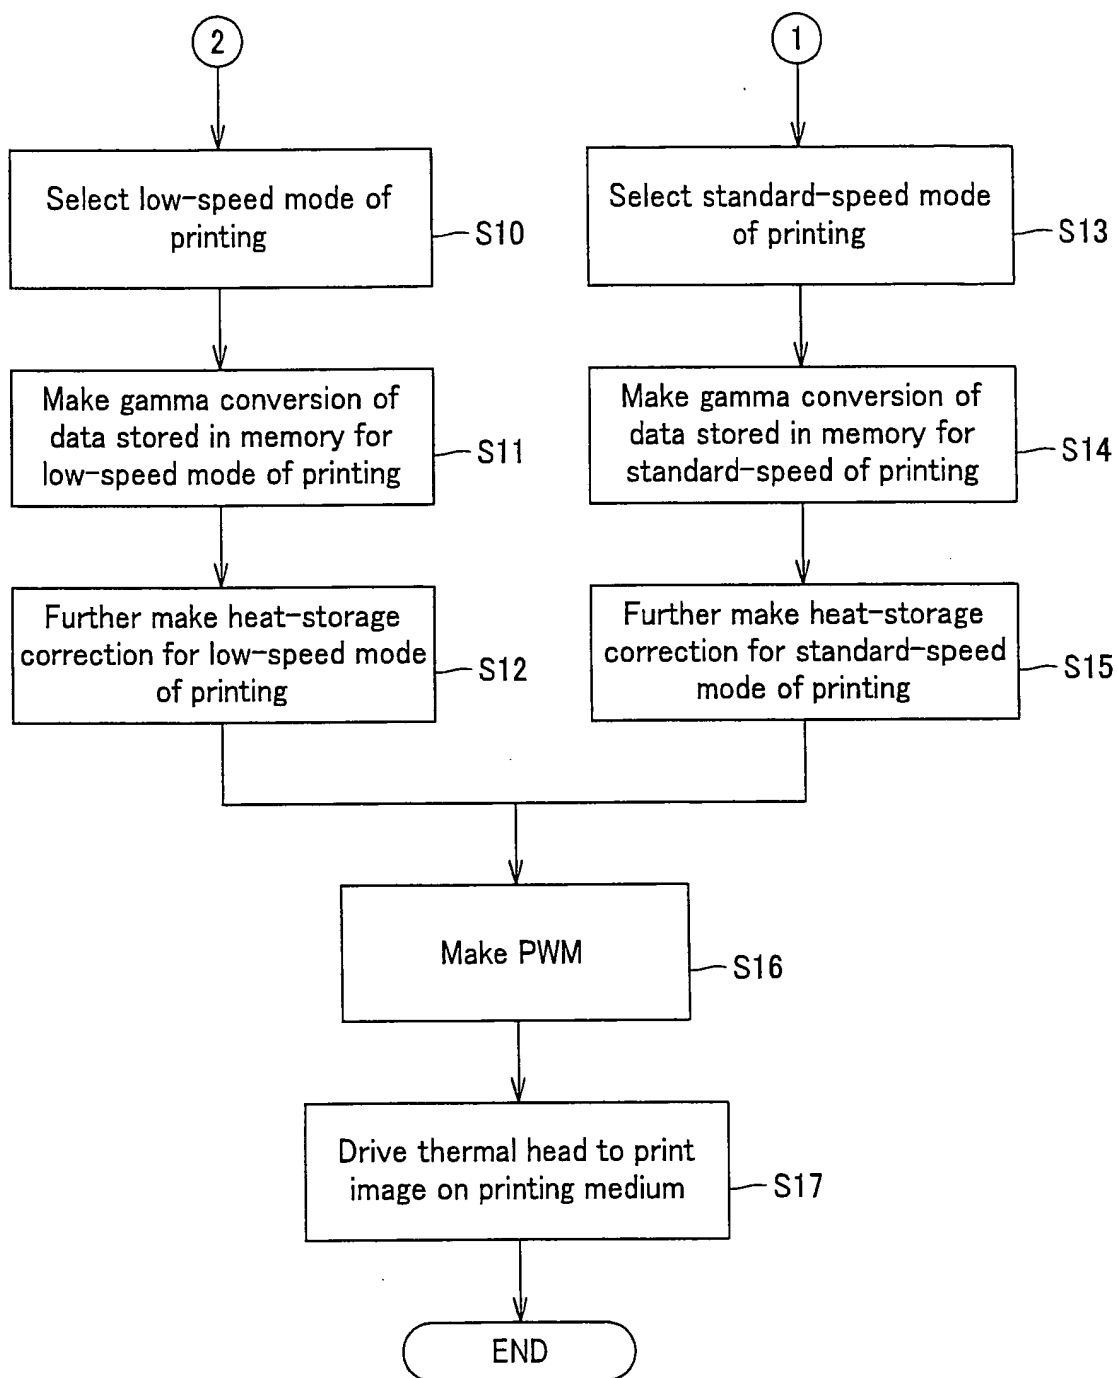 2
Select low-speed mode of
printing
S10
Make gamma conversion of
data stored in memory for
low-speed mode of printing
S11
Further make heat-storage
correction for low-speed mode
of printing
S12
1
Select standard-speed mode
of printing
S13
Make gamma conversion of
data stored in memory for
standard-speed of printing
S14
Further make heat-storage
correction for standard-speed
mode of printing
S15
Make PWM
S16
Drive thermal head to print
image on printing medium
S17
END